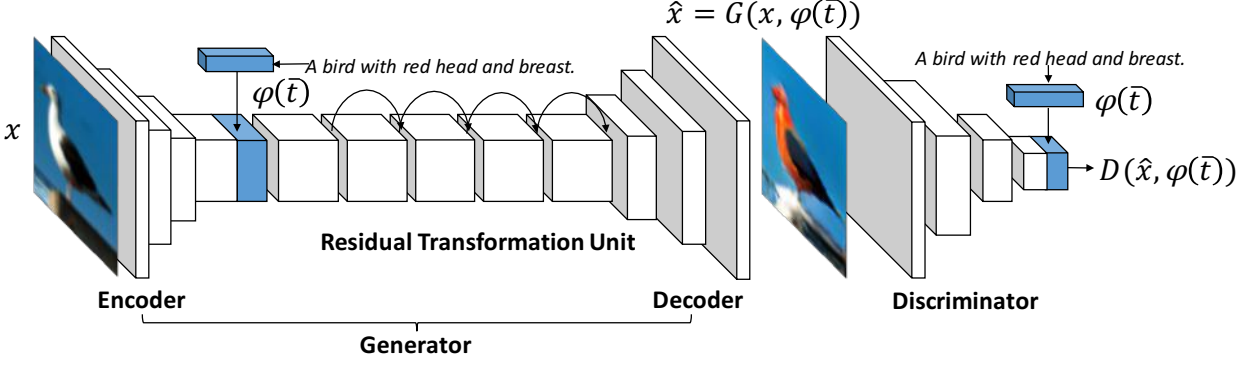 x̂ = G(x, φ(t̄))
A bird with red head and breast.
φ(t̄)
x
Residual Transformation Unit
Encoder
Decoder
Generator
A bird with red head and breast.
φ(t̄)
D(x̂, φ(t̄))
Discriminator